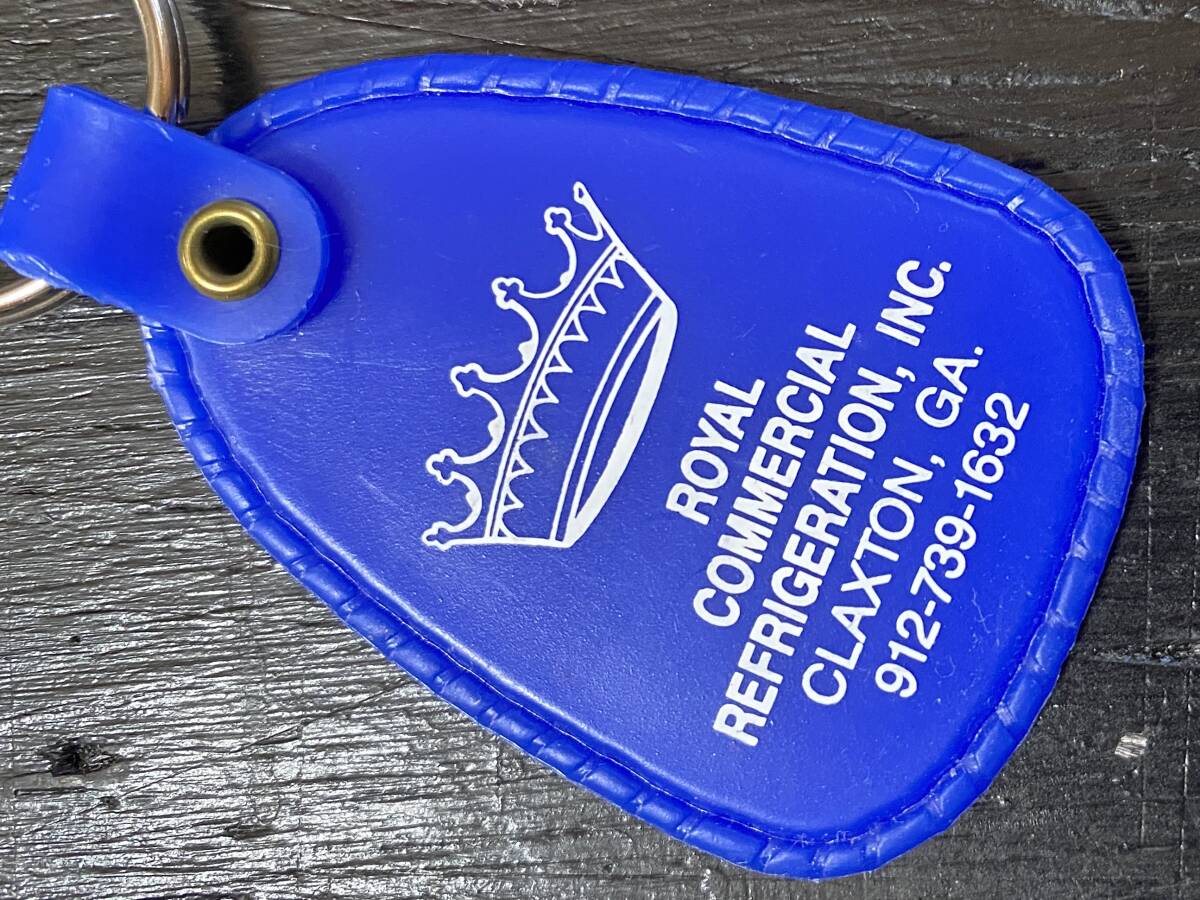 ROYAL
COMMERCIAL
REFRIGERATION, INC.
CLAXTON, GA.
912-739-1632